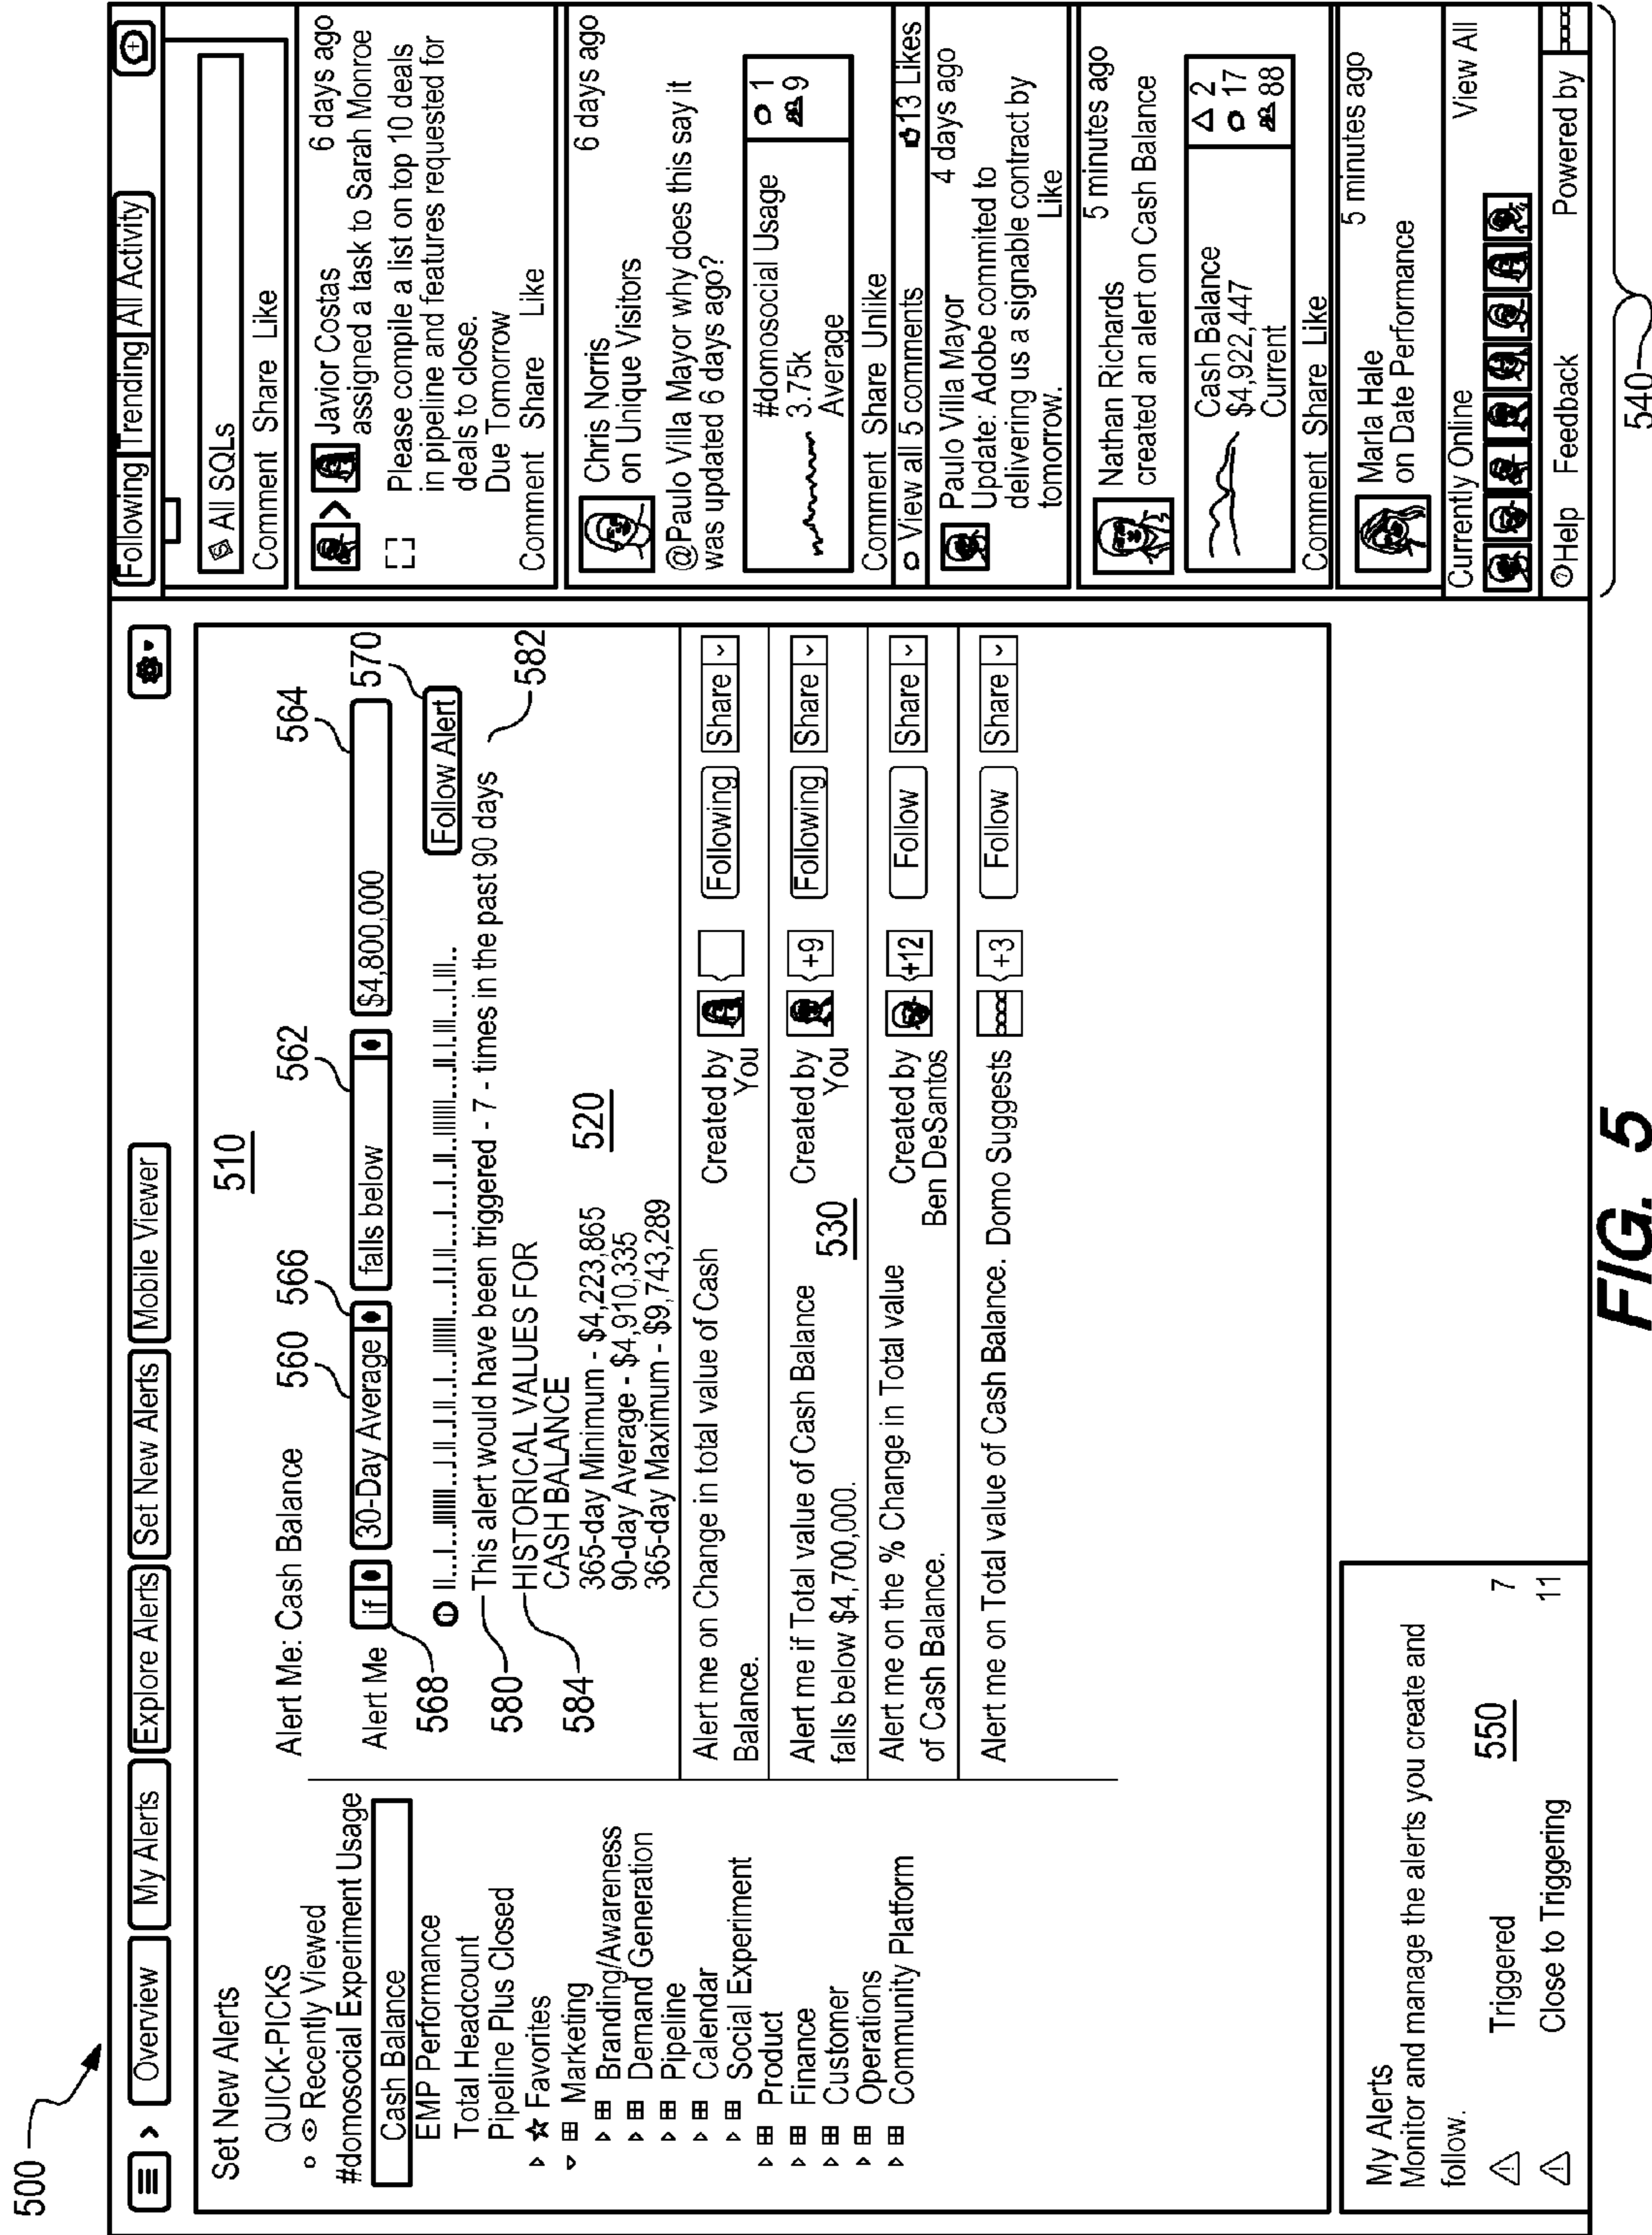 500
Overview
My Alerts
Explore Alerts
Set New Alerts
Mobile Viewer
510
Set New Alerts
QUICK-PICKS
Recently Viewed
#domosocial Experiment Usage
Cash Balance
EMP Performance
Total Headcount
Pipeline Plus Closed
Favorites
Marketing
Branding/Awareness
Demand Generation
Pipeline
Calendar
Social Experiment
Product
Finance
Customer
Operations
Community Platform
Alert Me: Cash Balance
560
566
562
564
Alert Me
if
30-Day Average
falls below
$4,800,000
570
568
Follow Alert
580
This alert would have been triggered - 7 - times in the past 90 days
582
584
HISTORICAL VALUES FOR
CASH BALANCE
520
365-day Minimum - $4,223,865
90-day Average - $4,910,335
365-day Maximum - $9,743,289
Alert me on Change in total value of Cash
Balance.
Created by
You
Following
Share
Alert me if Total value of Cash Balance
falls below $4,700,000.
530
Created by
You
+9
Following
Share
Alert me on the % Change in Total value
of Cash Balance.
Created by
Ben DeSantos
+12
Follow
Share
Alert me on Total value of Cash Balance. Domo Suggests
+3
Follow
Share
My Alerts
Monitor and manage the alerts you create and
follow.
550
Triggered 7
Close to Triggering 11
Following
Trending
All Activity
All SQLs
Comment Share Like
Javior Costas 6 days ago
assigned a task to Sarah Monroe
Please compile a list on top 10 deals
in pipeline and features requested for
deals to close.
Due Tomorrow
Comment Share Like
Chris Norris 6 days ago
on Unique Visitors
@Paulo Villa Mayor why does this say it
was updated 6 days ago?
#domosocial Usage
3.75k
Average
1
9
Comment Share Unlike
View all 5 comments 13 Likes
Paulo Villa Mayor 4 days ago
Update: Adobe commited to
delivering us a signable contract by
tomorrow. Like
Nathan Richards 5 minutes ago
created an alert on Cash Balance
Cash Balance
$4,922,447
Current
2
17
88
Comment Share Like
Marla Hale 5 minutes ago
on Date Performance
Currently Online View All
Help Feedback Powered by
540
FIG. 5